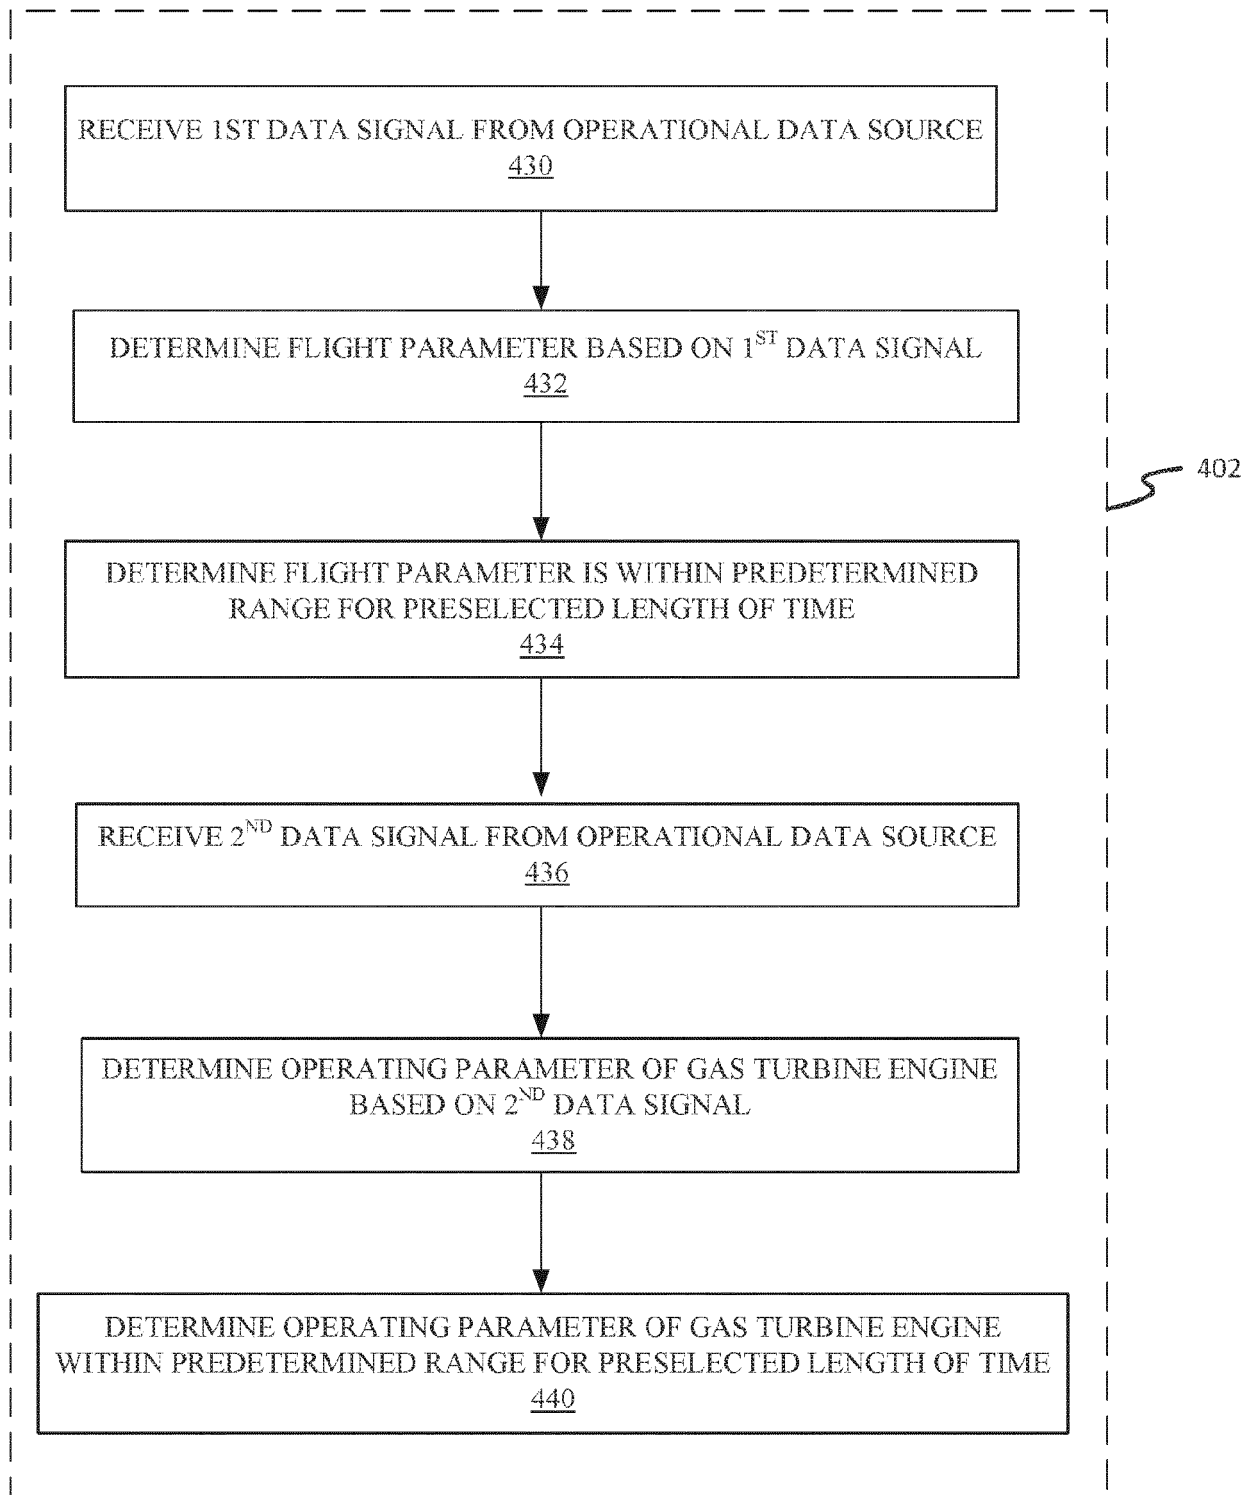 RECEIVE 1ST DATA SIGNAL FROM OPERATIONAL DATA SOURCE
430
DETERMINE FLIGHT PARAMETER BASED ON 1ST DATA SIGNAL
432
402
DETERMINE FLIGHT PARAMETER IS WITHIN PREDETERMINED
RANGE FOR PRESELECTED LENGTH OF TIME
434
RECEIVE 2ND DATA SIGNAL FROM OPERATIONAL DATA SOURCE
436
DETERMINE OPERATING PARAMETER OF GAS TURBINE ENGINE
BASED ON 2ND DATA SIGNAL
438
DETERMINE OPERATING PARAMETER OF GAS TURBINE ENGINE
WITHIN PREDETERMINED RANGE FOR PRESELECTED LENGTH OF TIME
440